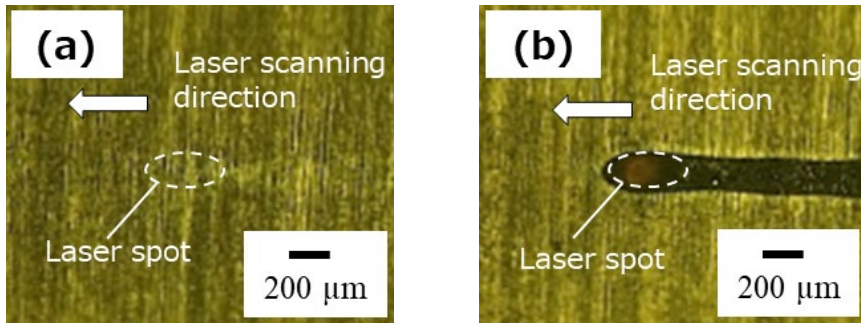 (a)
Laser scanning
direction
Laser spot
200 μm
(b)
Laser scanning
direction
Laser spot
200 μm